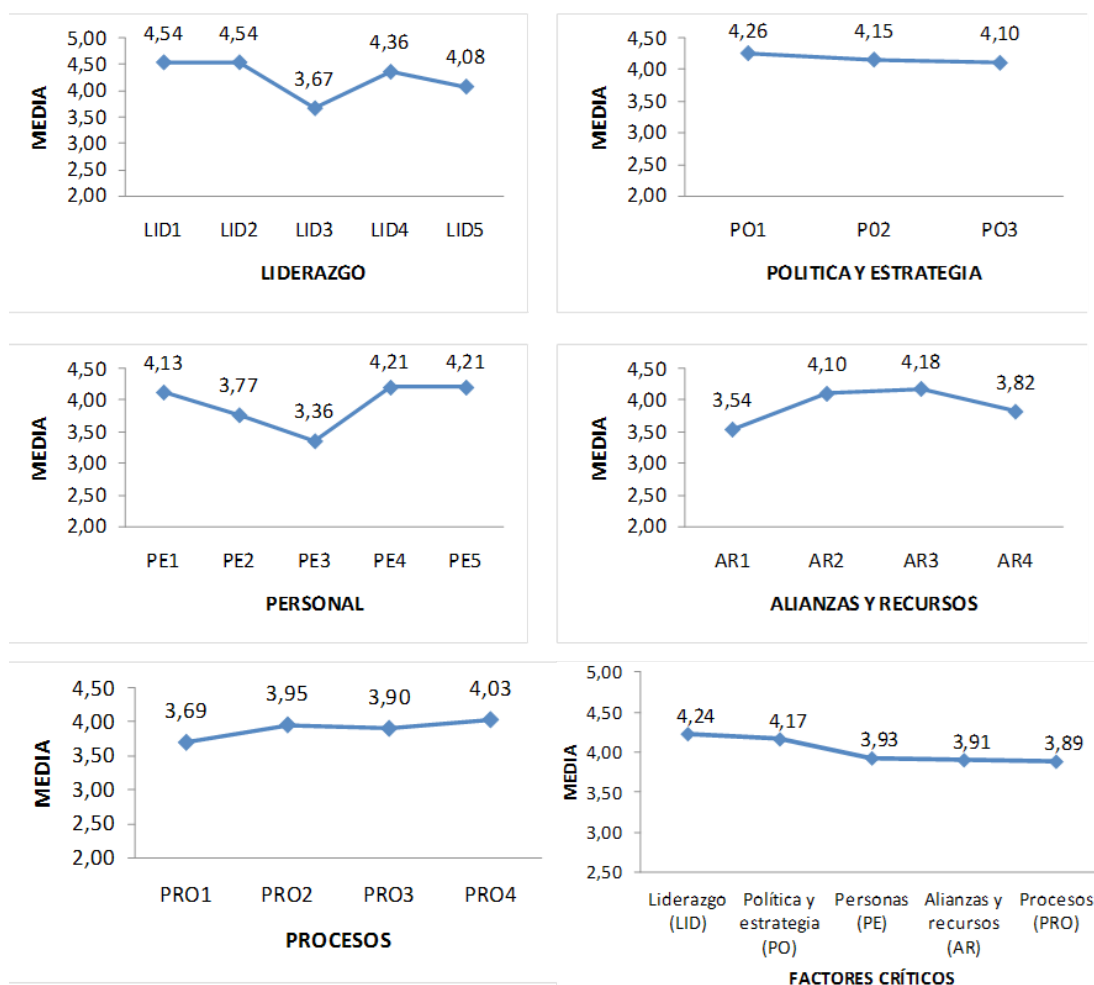 4,54 4,54 3,67 4,36 4,08
5,00
4,50
4,00
3,50
3,00
2,50
2,00
MEDIA
LID1 LID2 LID3 LID4 LID5
LIDERAZGO
4,26 4,15 4,10
4,50
4,00
3,50
3,00
2,50
2,00
MEDIA
PO1 P02 PO3
POLITICA Y ESTRATEGIA
4,13 3,77 3,36 4,21 4,21
4,50
4,00
3,50
3,00
2,50
2,00
MEDIA
PE1 PE2 PE3 PE4 PE5
PERSONAL
3,54 4,10 4,18 3,82
4,50
4,00
3,50
3,00
2,50
2,00
MEDIA
AR1 AR2 AR3 AR4
ALIANZAS Y RECURSOS
3,69 3,95 3,90 4,03
4,50
4,00
3,50
3,00
2,50
2,00
MEDIA
PRO1 PRO2 PRO3 PRO4
PROCESOS
4,24 4,17 3,93 3,91 3,89
5,00
4,50
4,00
3,50
3,00
2,50
MEDIA
Liderazgo Política y Personas Alianzas y Procesos
(LID) estrategia (PE) recursos (PRO)
(PO) (AR)
FACTORES CRÍTICOS